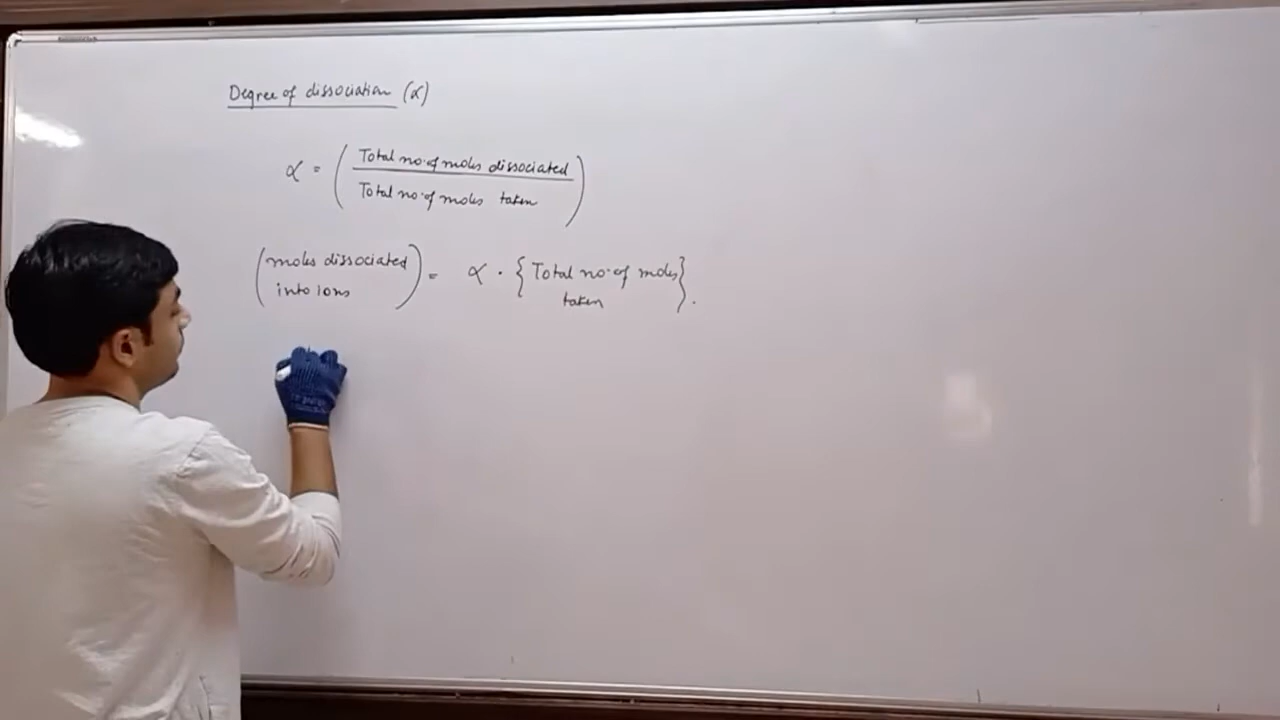 Degree of dissociation (α)
α = ( Total no. of moles dissociated
Total no. of moles taken )
( moles dissociated
into ions ) = α . { Total no. of moles
taken } .